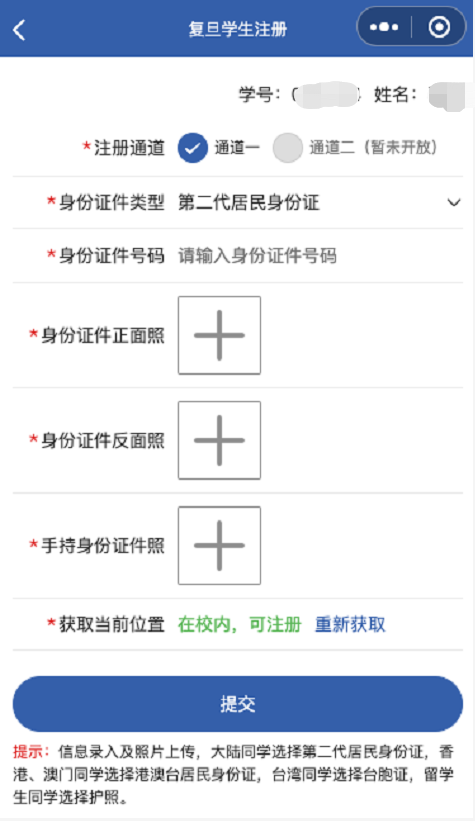 复旦学生注册
学号： 姓名：
*注册通道 通道一 通道二（暂未开放）
*身份证件类型 第二代居民身份证
*身份证件号码 请输入身份证件号码
*身份证件正面照
*身份证件反面照
*手持身份证件照
*获取当前位置 在校内，可注册 重新获取
提交
提示：信息录入及照片上传，大陆同学选择第二代居民身份证，香
港、澳门同学选择港澳台居民身份证，台湾同学选择台胞证，留学
生同学选择护照。